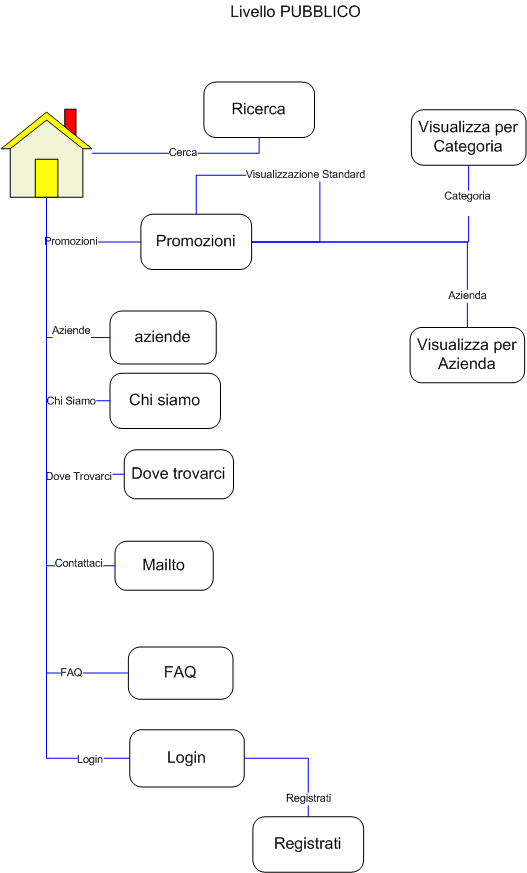 Livello PUBBLICO
Ricerca
Cerca
Visualizza per
Categoria
Visualizzazione Standard
Categoria
Promozioni
Promozioni
Azienda
Visualizza per
Azienda
Aziende
aziende
Chi Siamo
Chi siamo
Dove Trovarci
Dove trovarci
Contattaci
Mailto
FAQ
FAQ
Login
Login
Registrati
Registrati